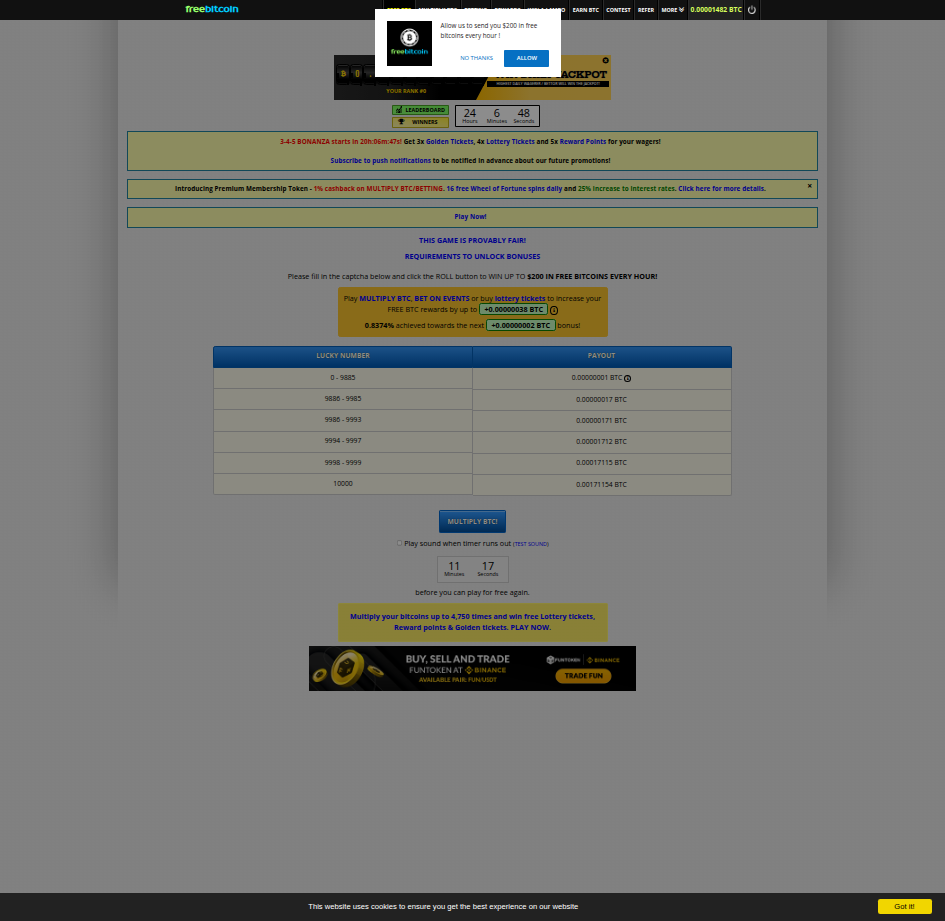 freebitcoin
EARN BTC
CONTEST
REFER
MORE
0.00001482 BTC
Allow us to send you $200 in free
bitcoins every hour !
freebitcoin
NO THANKS
ALLOW
JACKPOT
HIGHEST DAILY WAGERER / BETTOR WILL WIN THE JACKPOT
YOUR RANK #0
LEADERBOARD
WINNERS
24 6 48
Hours Minutes Seconds
3-4-5 BONANZA starts in 20h:06m:47s! Get 3x Golden Tickets, 4x Lottery Tickets and 5x Reward Points for your wagers!
Subscribe to push notifications to be notified in advance about our future promotions!
Introducing Premium Membership Token - 1% cashback on MULTIPLY BTC/BETTING. 16 free Wheel of Fortune spins daily and 25% increase to interest rates. Click here for more details.
Play Now!
THIS GAME IS PROVABLY FAIR!
REQUIREMENTS TO UNLOCK BONUSES
Please fill in the captcha below and click the ROLL button to WIN UP TO $200 IN FREE BITCOINS EVERY HOUR!
Play MULTIPLY BTC, BET ON EVENTS or buy lottery tickets to increase your
FREE BTC rewards by up to +0.00000038 BTC
0.8374% achieved towards the next +0.00000002 BTC bonus!
LUCKY NUMBER PAYOUT
0 - 9885 0.00000001 BTC
9886 - 9985 0.00000017 BTC
9986 - 9993 0.00000171 BTC
9994 - 9997 0.00001712 BTC
9998 - 9999 0.00017115 BTC
10000 0.00171154 BTC
MULTIPLY BTC!
Play sound when timer runs out (TEST SOUND)
11 17
Minutes Seconds
before you can play for free again.
Multiply your bitcoins up to 4,750 times and win free Lottery tickets,
Reward points & Golden tickets. PLAY NOW.
BUY, SELL AND TRADE
FUNTOKEN AT BINANCE
AVAILABLE PAIR: FUN/USDT
FUNTOKEN BINANCE
TRADE FUN
This website uses cookies to ensure you get the best experience on our website
Got it!